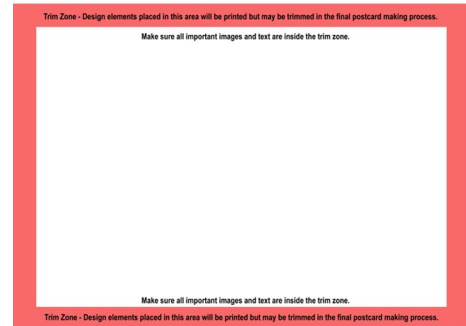 Trim Zone - Design elements placed in this area will be printed but may be trimmed in the final postcard making process.
Make sure all important images and text are inside the trim zone.
Make sure all important images and text are inside the trim zone.
Trim Zone - Design elements placed in this area will be printed but may be trimmed in the final postcard making process.